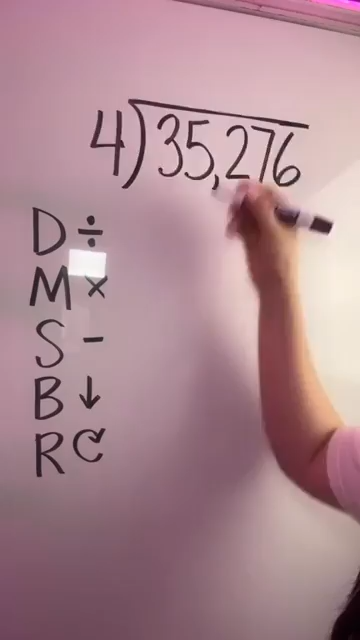 4)35,276
D ÷
M ×
S -
B ↓
R ↻